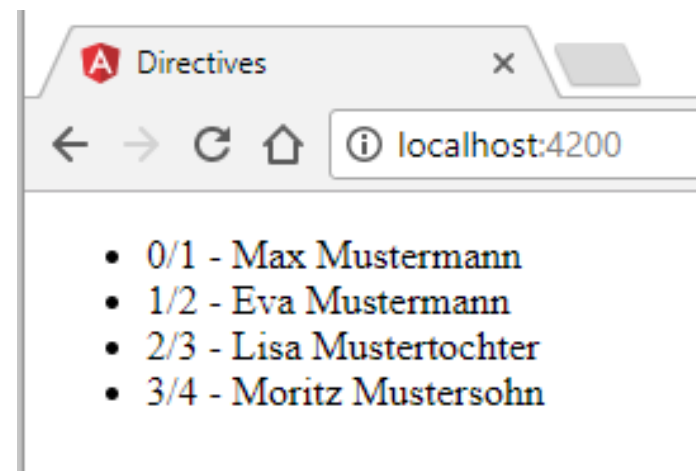 Directives
localhost:4200
• 0/1 - Max Mustermann
• 1/2 - Eva Mustermann
• 2/3 - Lisa Mustertochter
• 3/4 - Moritz Mustersohn